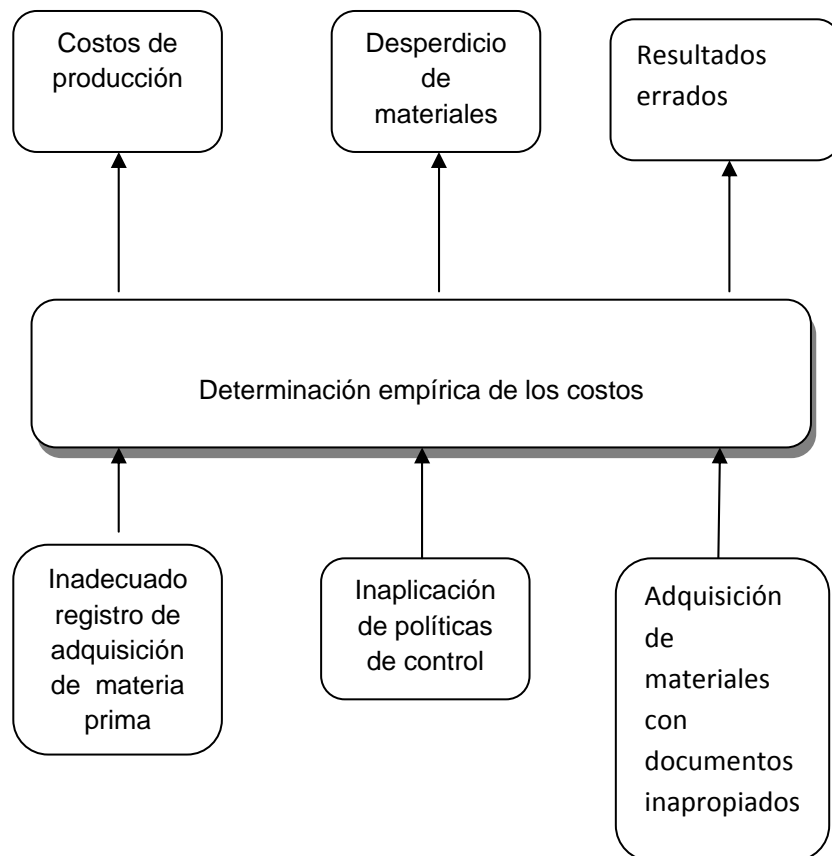 Costos de
producción
Desperdicio
de
materiales
Resultados
errados
Determinación empírica de los costos
Inadecuado
registro de
adquisición
de materia
prima
Inaplicación
de políticas
de control
Adquisición
de
materiales
con
documentos
inapropiados